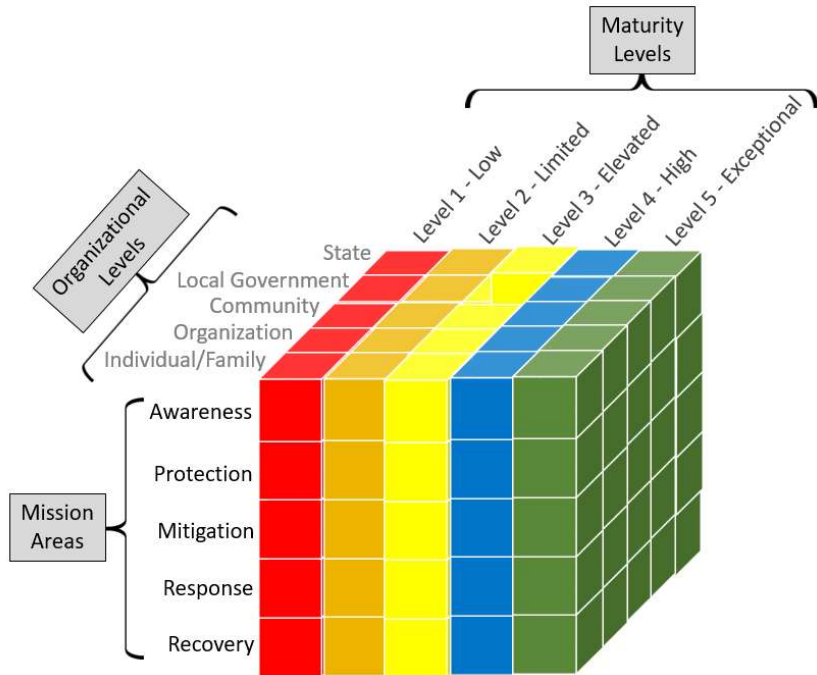 Maturity
Levels
Level 1 - Low
Level 2 - Limited
Level 3 - Elevated
Level 4 - High
Level 5 - Exceptional
Organizational
Levels
State
Local Government
Community
Organization
Individual/Family
Mission
Areas
Awareness
Protection
Mitigation
Response
Recovery